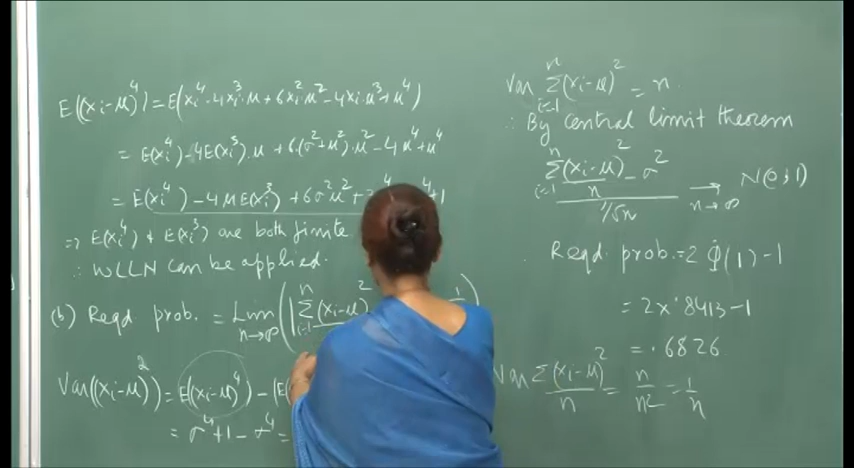 E((xi-μ)^4) = E(xi^4 - 4xi^3.μ + 6xi^2μ^2 - 4xi.μ^3 + μ^4)
= E(xi^4) - 4E(xi^3).μ + 6(σ^2+μ^2).μ^2 - 4μ^4+μ^4
= E(xi^4) - 4μE(xi^3) + 6σ^2μ^2 +
⇒ E(xi^4) & E(xi^3) are both finite
∴ WLLN can be applied.
(b) Reqd prob. = Lim n→∞ (|Σ i=1 n (xi-μ)^2
Var((xi-μ)^2) = E((xi-μ)^4) - (E(
= σ^4+1 - σ^4 =
Var Σ i=1 n (xi-μ)^2 = n.
∴ By central limit theorem
Σ i=1 n (xi-μ)^2/n - σ^2
1/√n
→ n→∞ N(0,1)
Reqd. prob. = 2 Φ(1) - 1
= 2x.8413-1
= .6826
Var Σ(xi-μ)^2/n = n/n^2 = 1/n